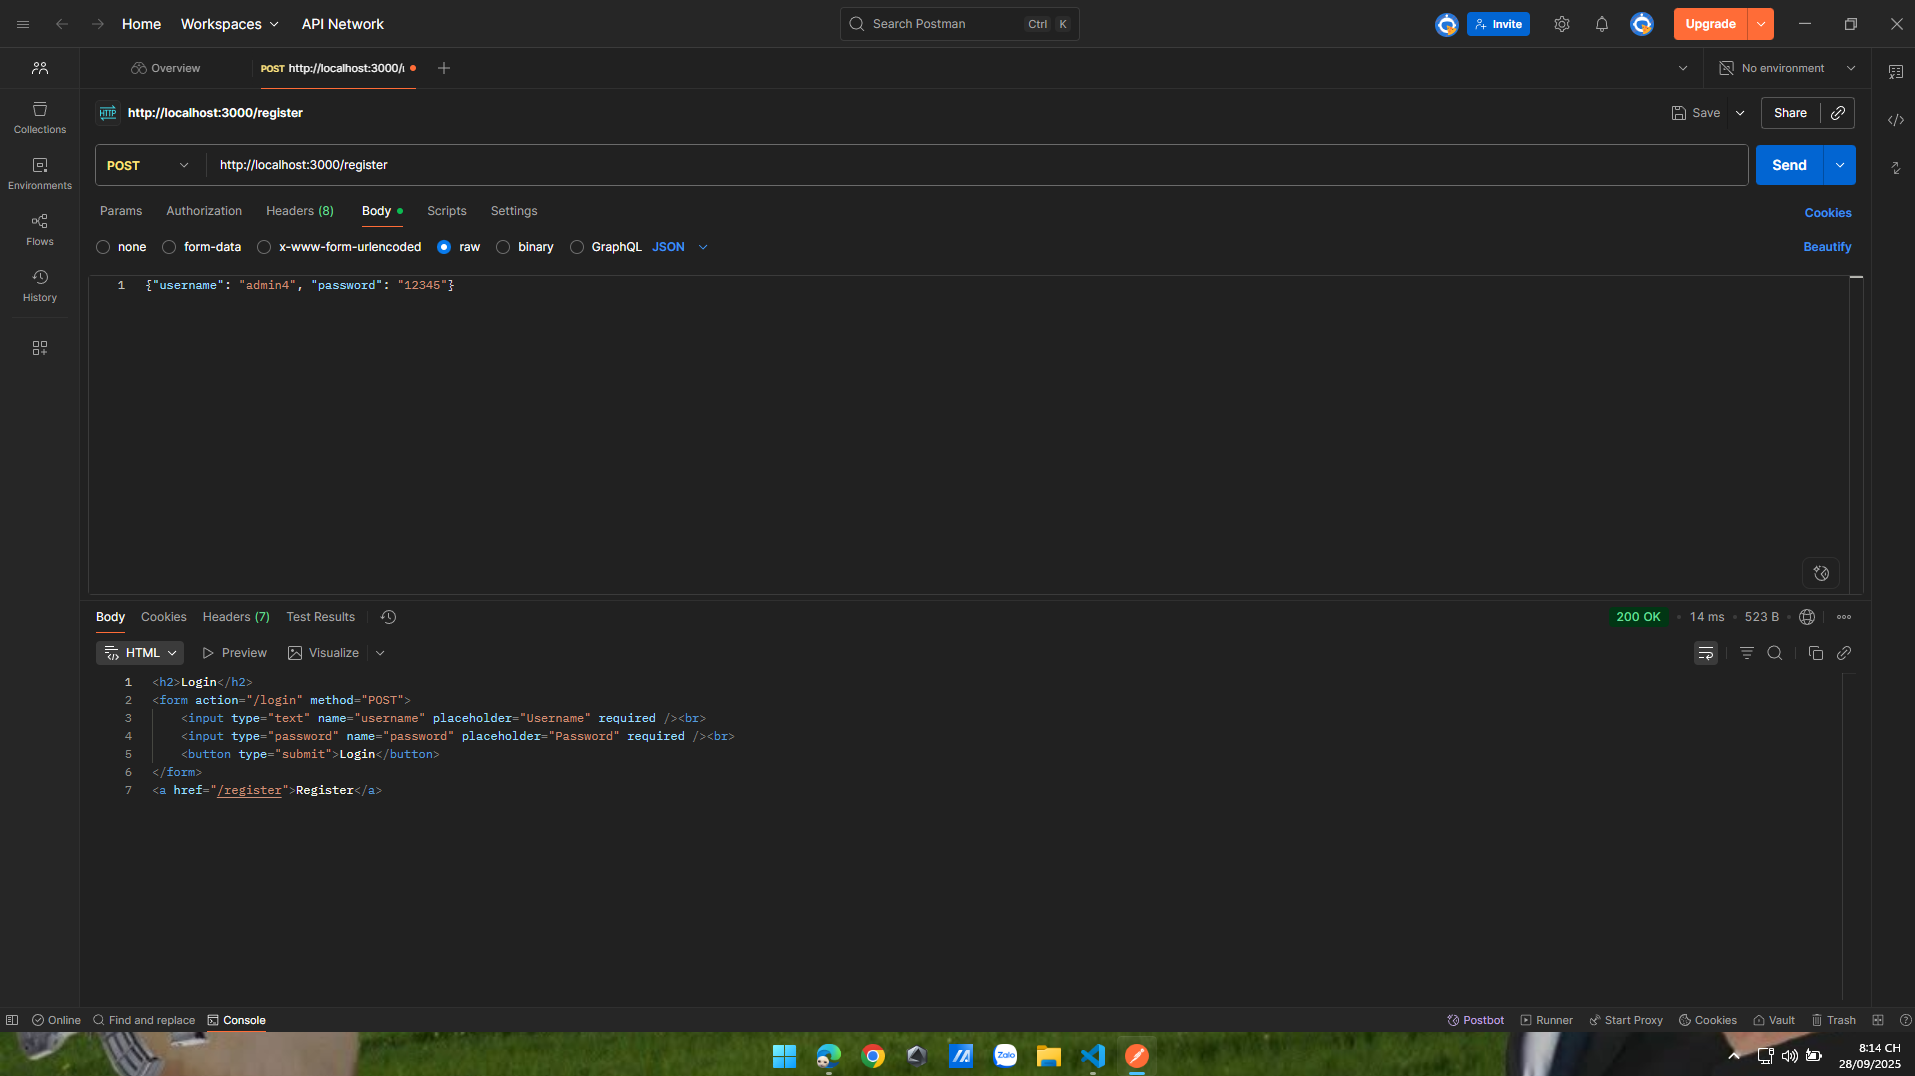 Home
Workspaces
API Network
Search Postman
Ctrl K
Invite
Upgrade
Overview
POST http://localhost:3000/r
No environment
Collections
Environments
Flows
History
HTTP
http://localhost:3000/register
Save
Share
POST
http://localhost:3000/register
Send
Params
Authorization
Headers (8)
Body
Scripts
Settings
Cookies
none
form-data
x-www-form-urlencoded
raw
binary
GraphQL
JSON
Beautify
1 {"username": "admin4", "password": "12345"}
Body
Cookies
Headers (7)
Test Results
200 OK
14 ms
523 B
HTML
Preview
Visualize
1 <h2>Login</h2>
2 <form action="/login" method="POST">
3 <input type="text" name="username" placeholder="Username" required /><br>
4 <input type="password" name="password" placeholder="Password" required /><br>
5 <button type="submit">Login</button>
6 </form>
7 <a href="/register">Register</a>
Online
Find and replace
Console
Postbot
Runner
Start Proxy
Cookies
Vault
Trash
Zalo
8:14 CH
28/09/2025